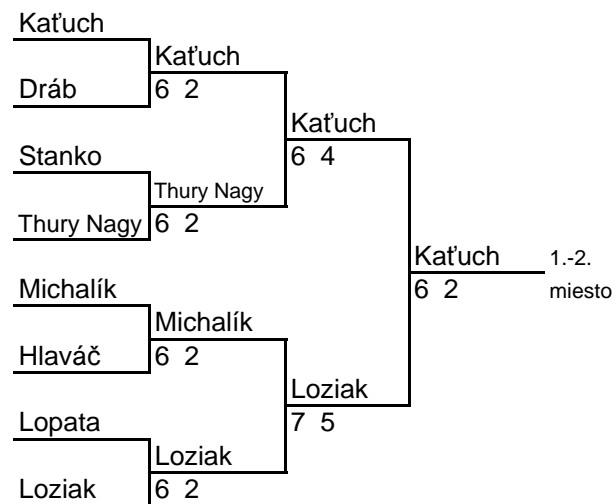 Kaťuch
Kaťuch
Dráb
6 2
Kaťuch
Stanko
6 4
Thury Nagy
Thury Nagy
6 2
Kaťuch
1.-2.
Michalík
6 2
miesto
Michalík
Hlaváč
6 2
Loziak
Lopata
7 5
Loziak
Loziak
6 2